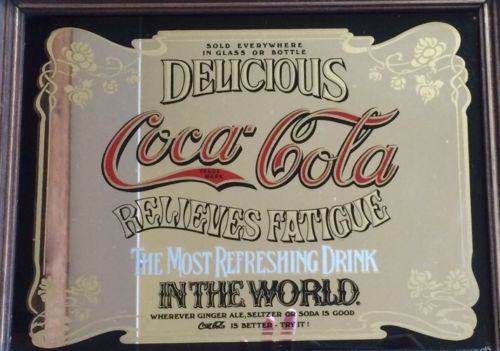 SOLD EVERYWHERE
IN GLASS OR BOTTLE
DELICIOUS
Coca-Cola
TRADE MARK
RELIEVES FATIGUE
THE MOST REFRESHING DRINK
IN THE WORLD.
WHEREVER GINGER ALE, SELTZER OR SODA IS GOOD
Coca-Cola IS BETTER - TRY IT!